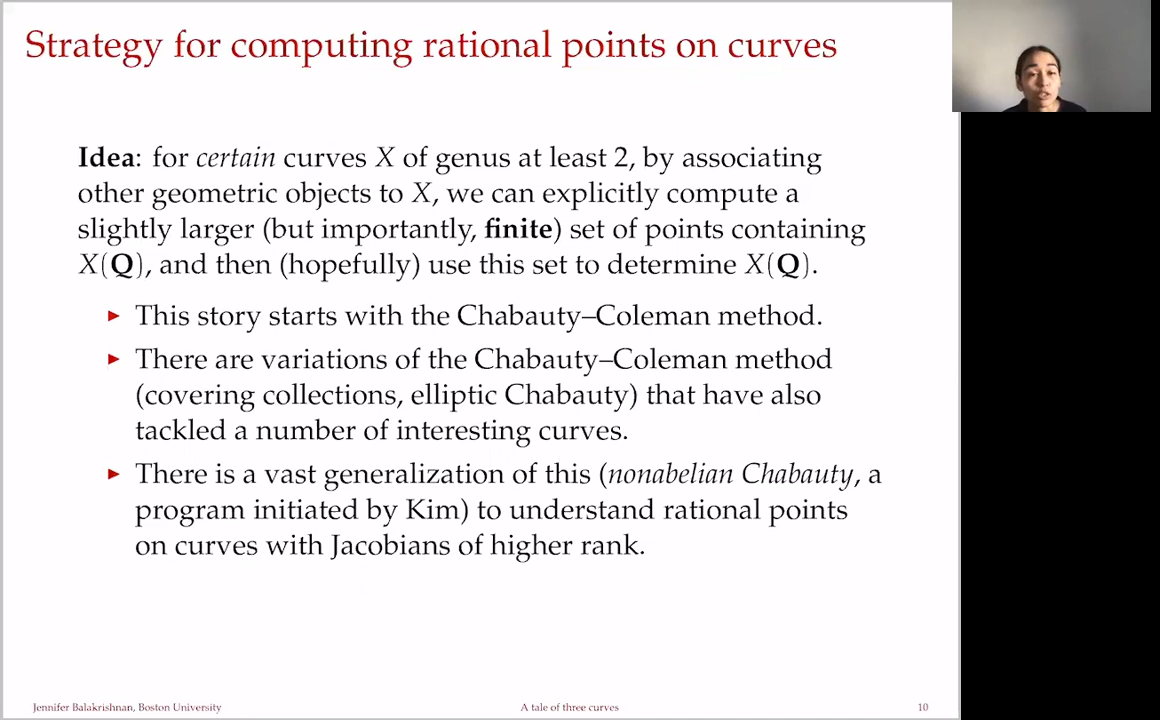 Strategy for computing rational points on curves
Idea: for certain curves X of genus at least 2, by associating
other geometric objects to X, we can explicitly compute a
slightly larger (but importantly, finite) set of points containing
X(Q), and then (hopefully) use this set to determine X(Q).
▶ This story starts with the Chabauty–Coleman method.
▶ There are variations of the Chabauty–Coleman method
(covering collections, elliptic Chabauty) that have also
tackled a number of interesting curves.
▶ There is a vast generalization of this (nonabelian Chabauty, a
program initiated by Kim) to understand rational points
on curves with Jacobians of higher rank.
Jennifer Balakrishnan, Boston University A tale of three curves 10